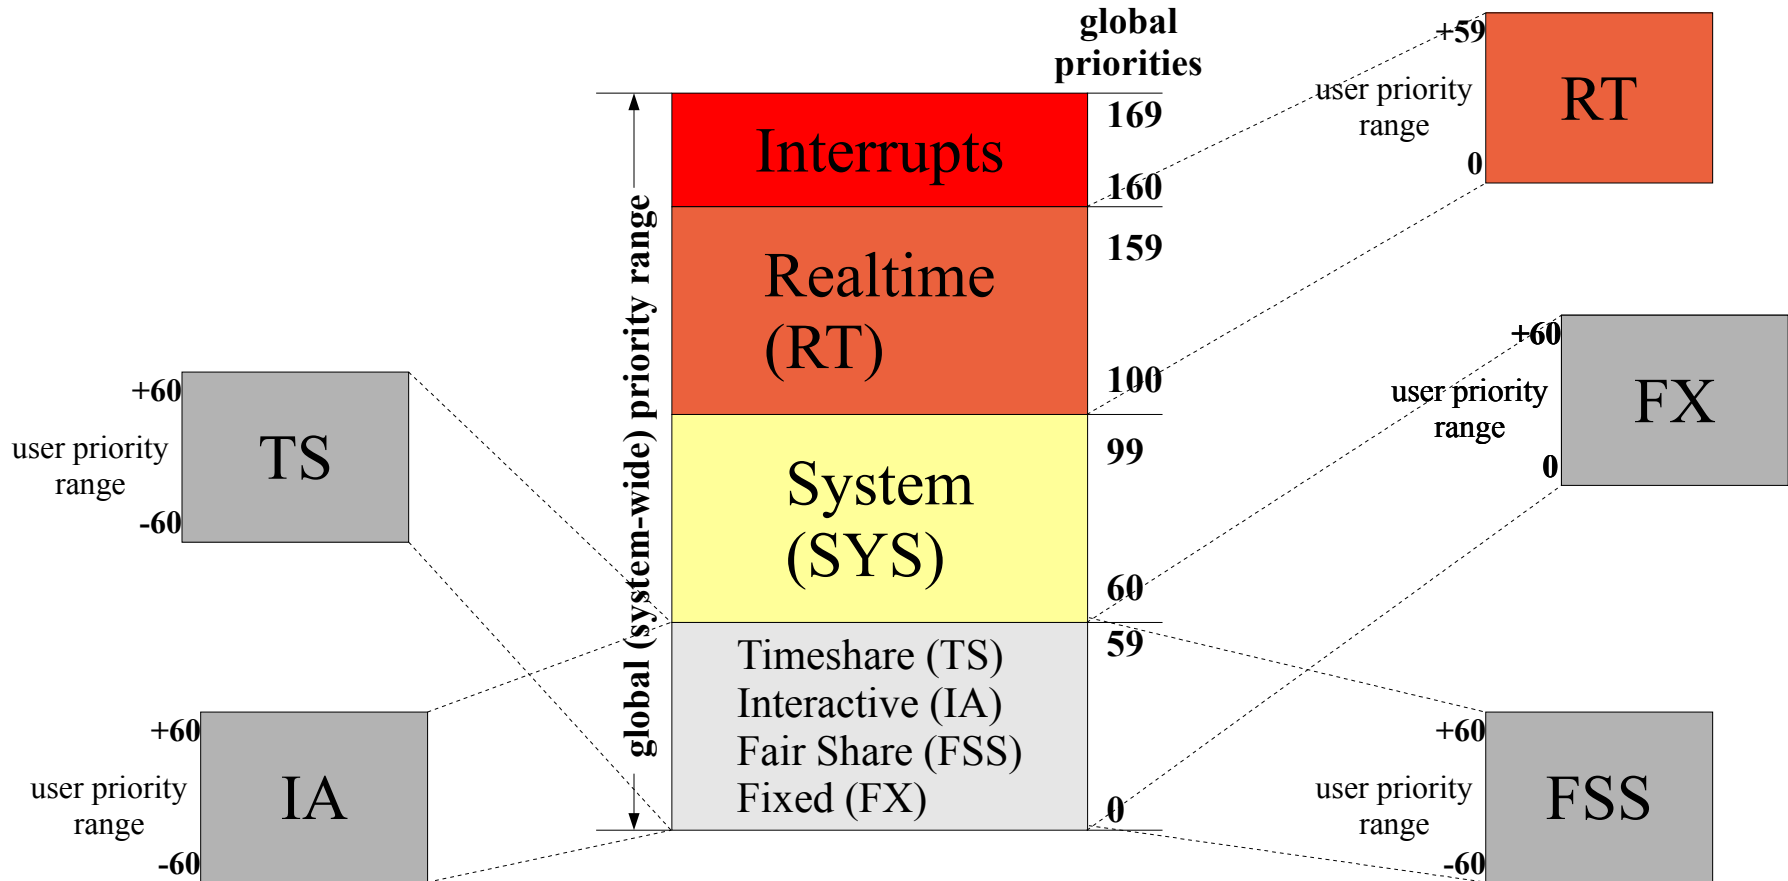 global
priorities
+59
user priority
range
0
RT
169
Interrupts
160
159
Realtime
(RT)
100
global (system-wide) priority range
99
System
(SYS)
60
59
Timeshare (TS)
Interactive (IA)
Fair Share (FSS)
Fixed (FX)
0
+60
user priority
range
-60
TS
+60
user priority
range
0
FX
+60
user priority
range
-60
IA
+60
user priority
range
-60
FSS